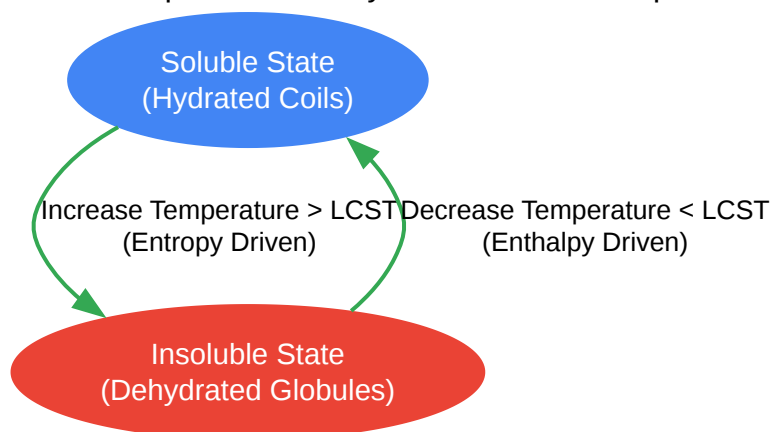 Soluble State
(Hydrated Coils)
Increase Temperature > LCST
(Entropy Driven)
Decrease Temperature < LCST
(Enthalpy Driven)
Insoluble State
(Dehydrated Globules)